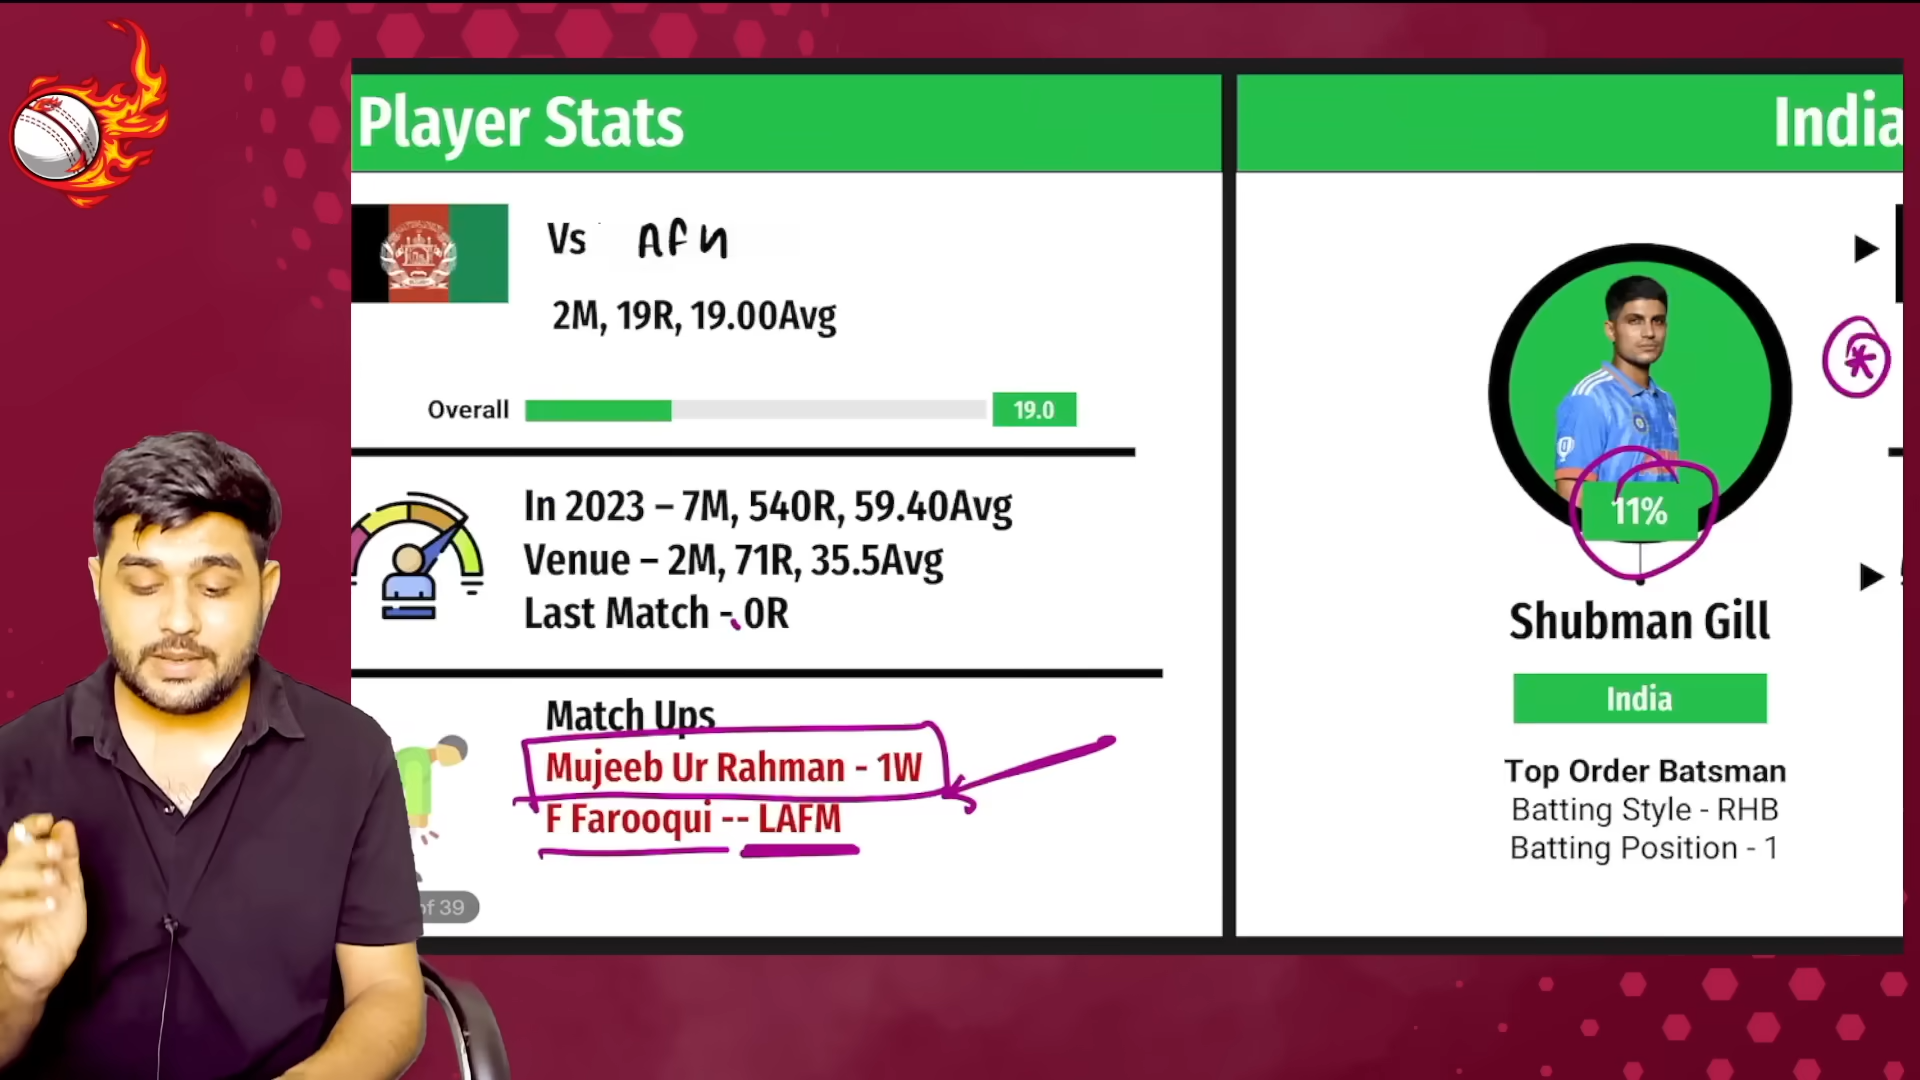 Player Stats
Vs Afn
2M, 19R, 19.00Avg
Overall 19.0
In 2023 – 7M, 540R, 59.40Avg
Venue – 2M, 71R, 35.5Avg
Last Match - 0R
Match Ups
Mujeeb Ur Rahman - 1W
F Farooqui -- LAFM
of 39
India
11%
Shubman Gill
India
Top Order Batsman
Batting Style - RHB
Batting Position - 1